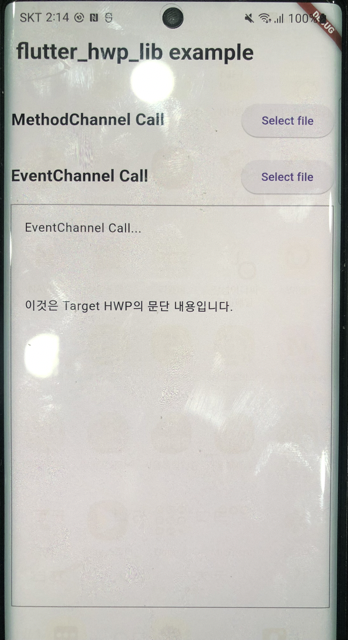 SKT 2:14
100%
flutter_hwp_lib example
MethodChannel Call
Select file
EventChannel Call
Select file
EventChannel Call...
이것은 Target HWP의 문단 내용입니다.